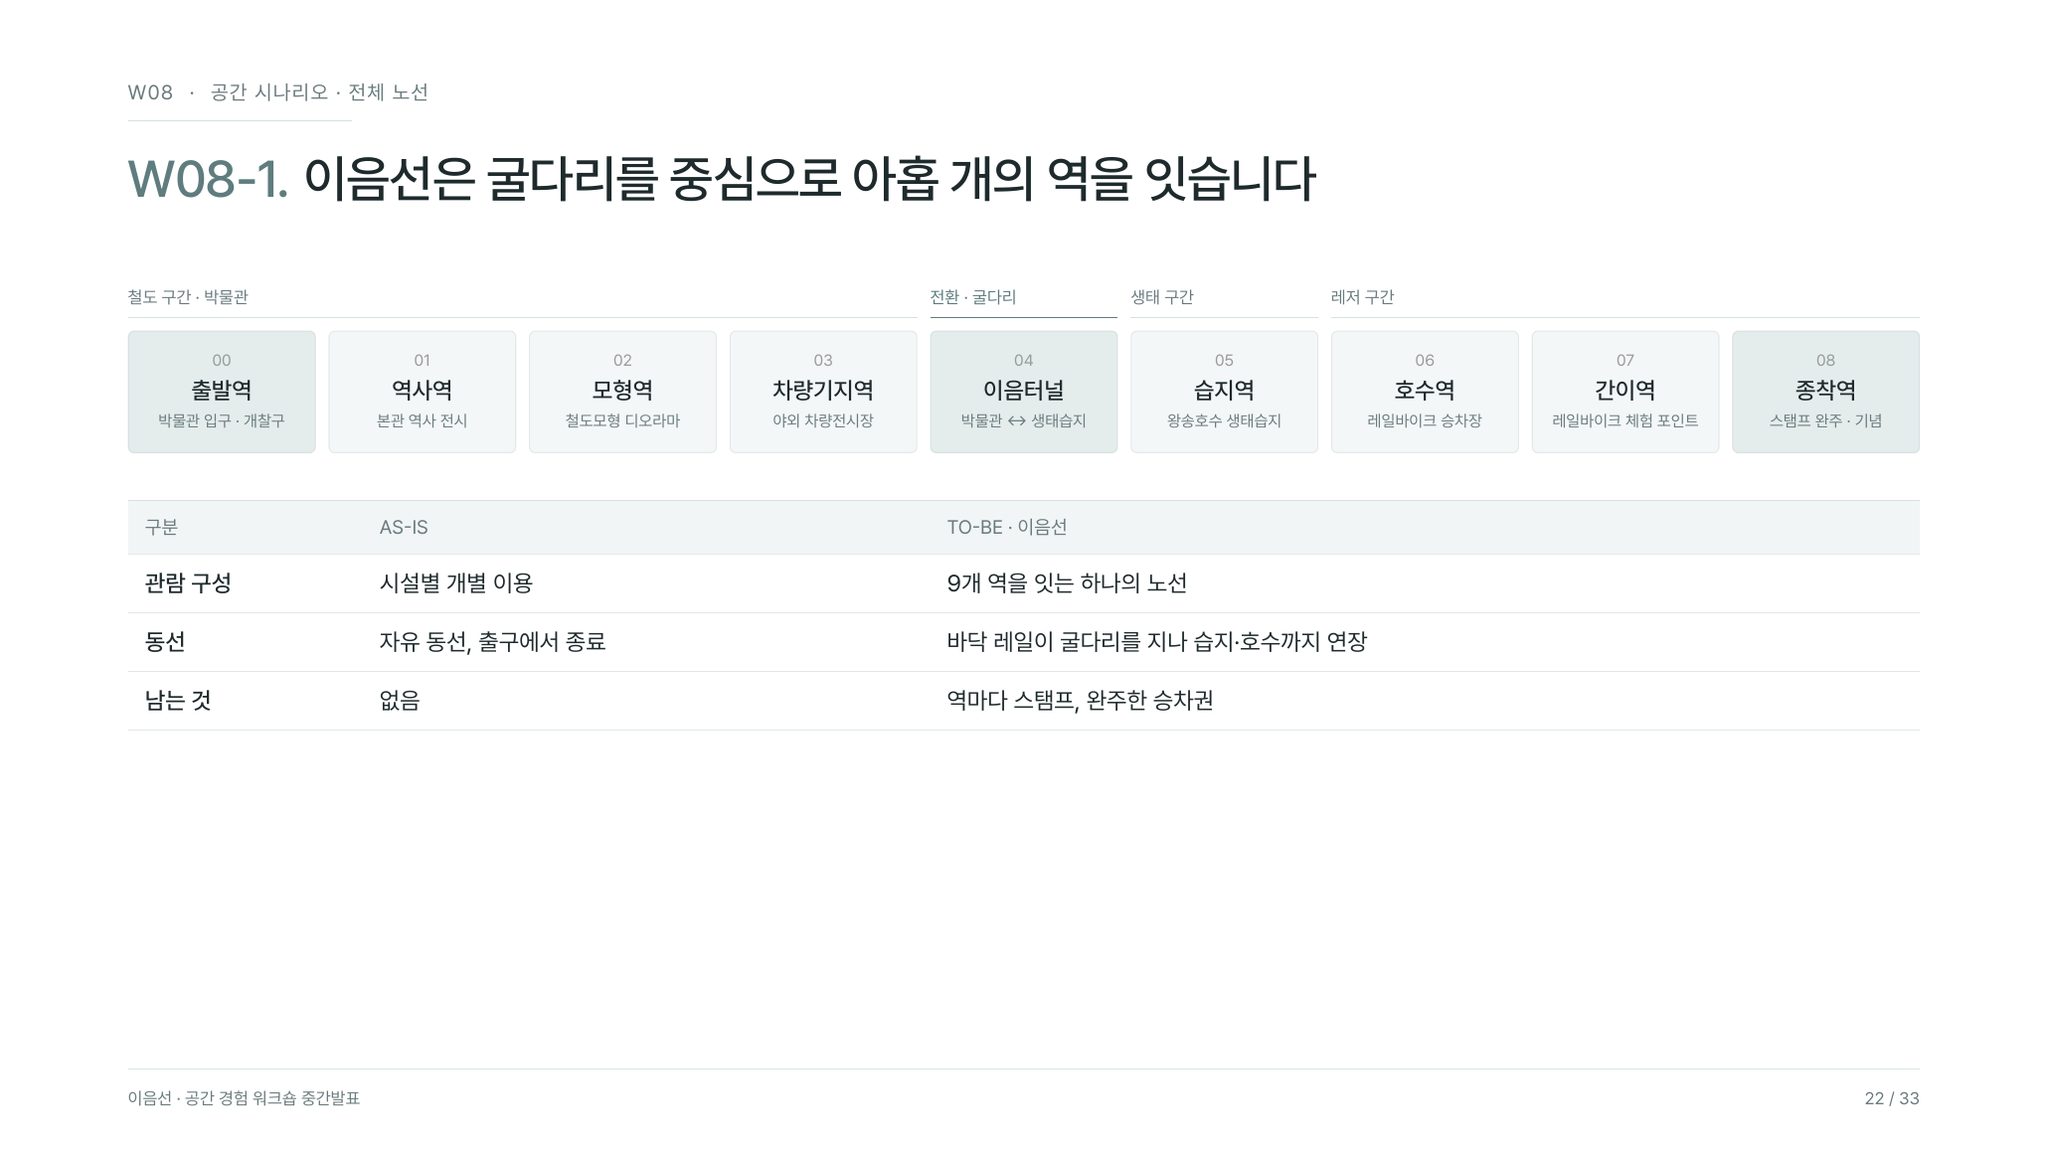 W08 · 공간 시나리오 · 전체 노선
W08-1. 이음선은 굴다리를 중심으로 아홉 개의 역을 잇습니다
철도 구간 · 박물관
전환 · 굴다리
생태 구간
레저 구간
00
출발역
박물관 입구 · 개찰구
01
역사역
본관 역사 전시
02
모형역
철도모형 디오라마
03
차량기지역
야외 차량전시장
04
이음터널
박물관 ↔ 생태습지
05
습지역
왕송호수 생태습지
06
호수역
레일바이크 승차장
07
간이역
레일바이크 체험 포인트
08
종착역
스탬프 완주 · 기념
구분 AS-IS TO-BE · 이음선
관람 구성 시설별 개별 이용 9개 역을 잇는 하나의 노선
동선 자유 동선, 출구에서 종료 바닥 레일이 굴다리를 지나 습지·호수까지 연장
남는 것 없음 역마다 스탬프, 완주한 승차권
이음선 · 공간 경험 워크숍 중간발표
22 / 33